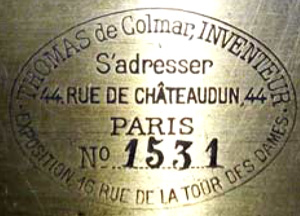 THOMAS de Colmar, INVENTEUR
S'adresser
44, RUE DE CHÂTEAUDUN, 44
PARIS
No 1531
EXPOSITION, 16, RUE DE LA TOUR DES DAMES